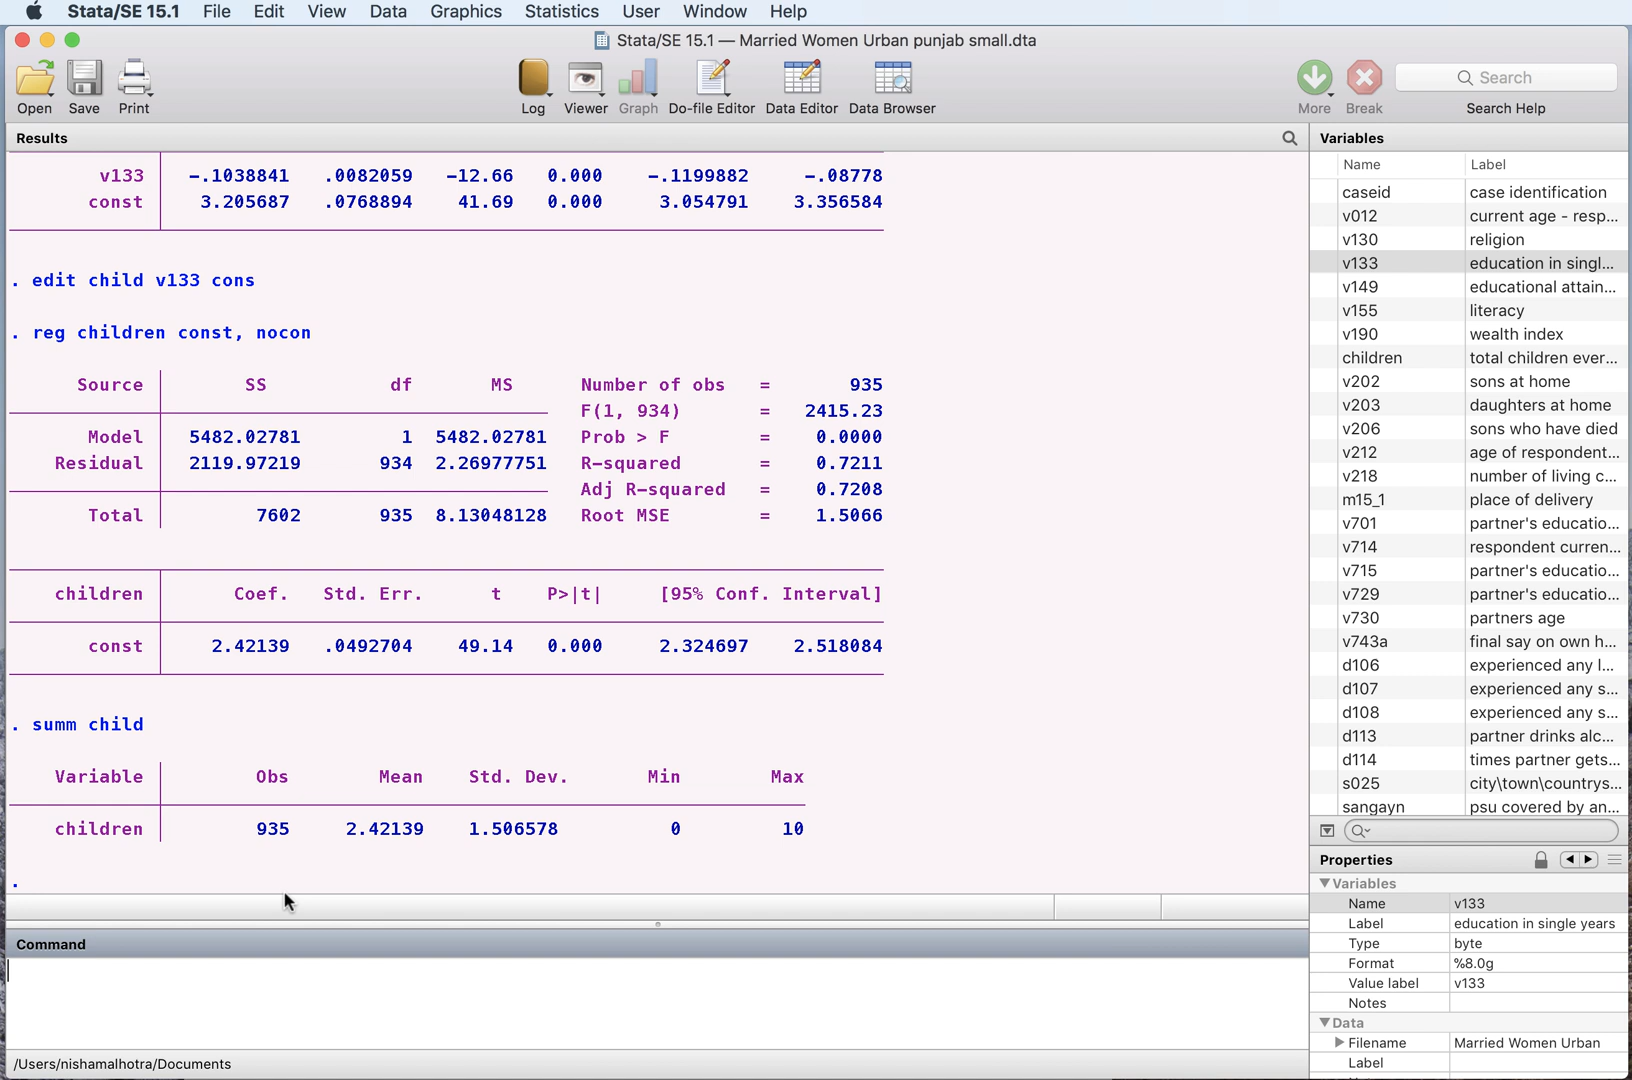 Stata/SE 15.1 File Edit View Data Graphics Statistics User Window Help
Stata/SE 15.1 — Married Women Urban punjab small.dta
Open Save Print Log Viewer Graph Do-file Editor Data Editor Data Browser More Break Search
Search Help
Results
v133 -.1038841 .0082059 -12.66 0.000 -.1199882 -.08778
const 3.205687 .0768894 41.69 0.000 3.054791 3.356584
. edit child v133 cons
. reg children const, nocon
Source SS df MS Number of obs = 935
F(1, 934) = 2415.23
Model 5482.02781 1 5482.02781 Prob > F = 0.0000
Residual 2119.97219 934 2.26977751 R-squared = 0.7211
Adj R-squared = 0.7208
Total 7602 935 8.13048128 Root MSE = 1.5066
children Coef. Std. Err. t P>|t| [95% Conf. Interval]
const 2.42139 .0492704 49.14 0.000 2.324697 2.518084
. summ child
Variable Obs Mean Std. Dev. Min Max
children 935 2.42139 1.506578 0 10
.
Command
/Users/nishamalhotra/Documents
Variables
Name Label
caseid case identification
v012 current age - resp...
v130 religion
v133 education in singl...
v149 educational attain...
v155 literacy
v190 wealth index
children total children ever...
v202 sons at home
v203 daughters at home
v206 sons who have died
v212 age of respondent...
v218 number of living c...
m15_1 place of delivery
v701 partner's educatio...
v714 respondent curren...
v715 partner's educatio...
v729 partner's educatio...
v730 partners age
v743a final say on own h...
d106 experienced any l...
d107 experienced any s...
d108 experienced any s...
d113 partner drinks alc...
d114 times partner gets...
s025 city\town\countrys...
sangayn psu covered by an...
Properties
Variables
Name v133
Label education in single years
Type byte
Format %8.0g
Value label v133
Notes
Data
Filename Married Women Urban
Label